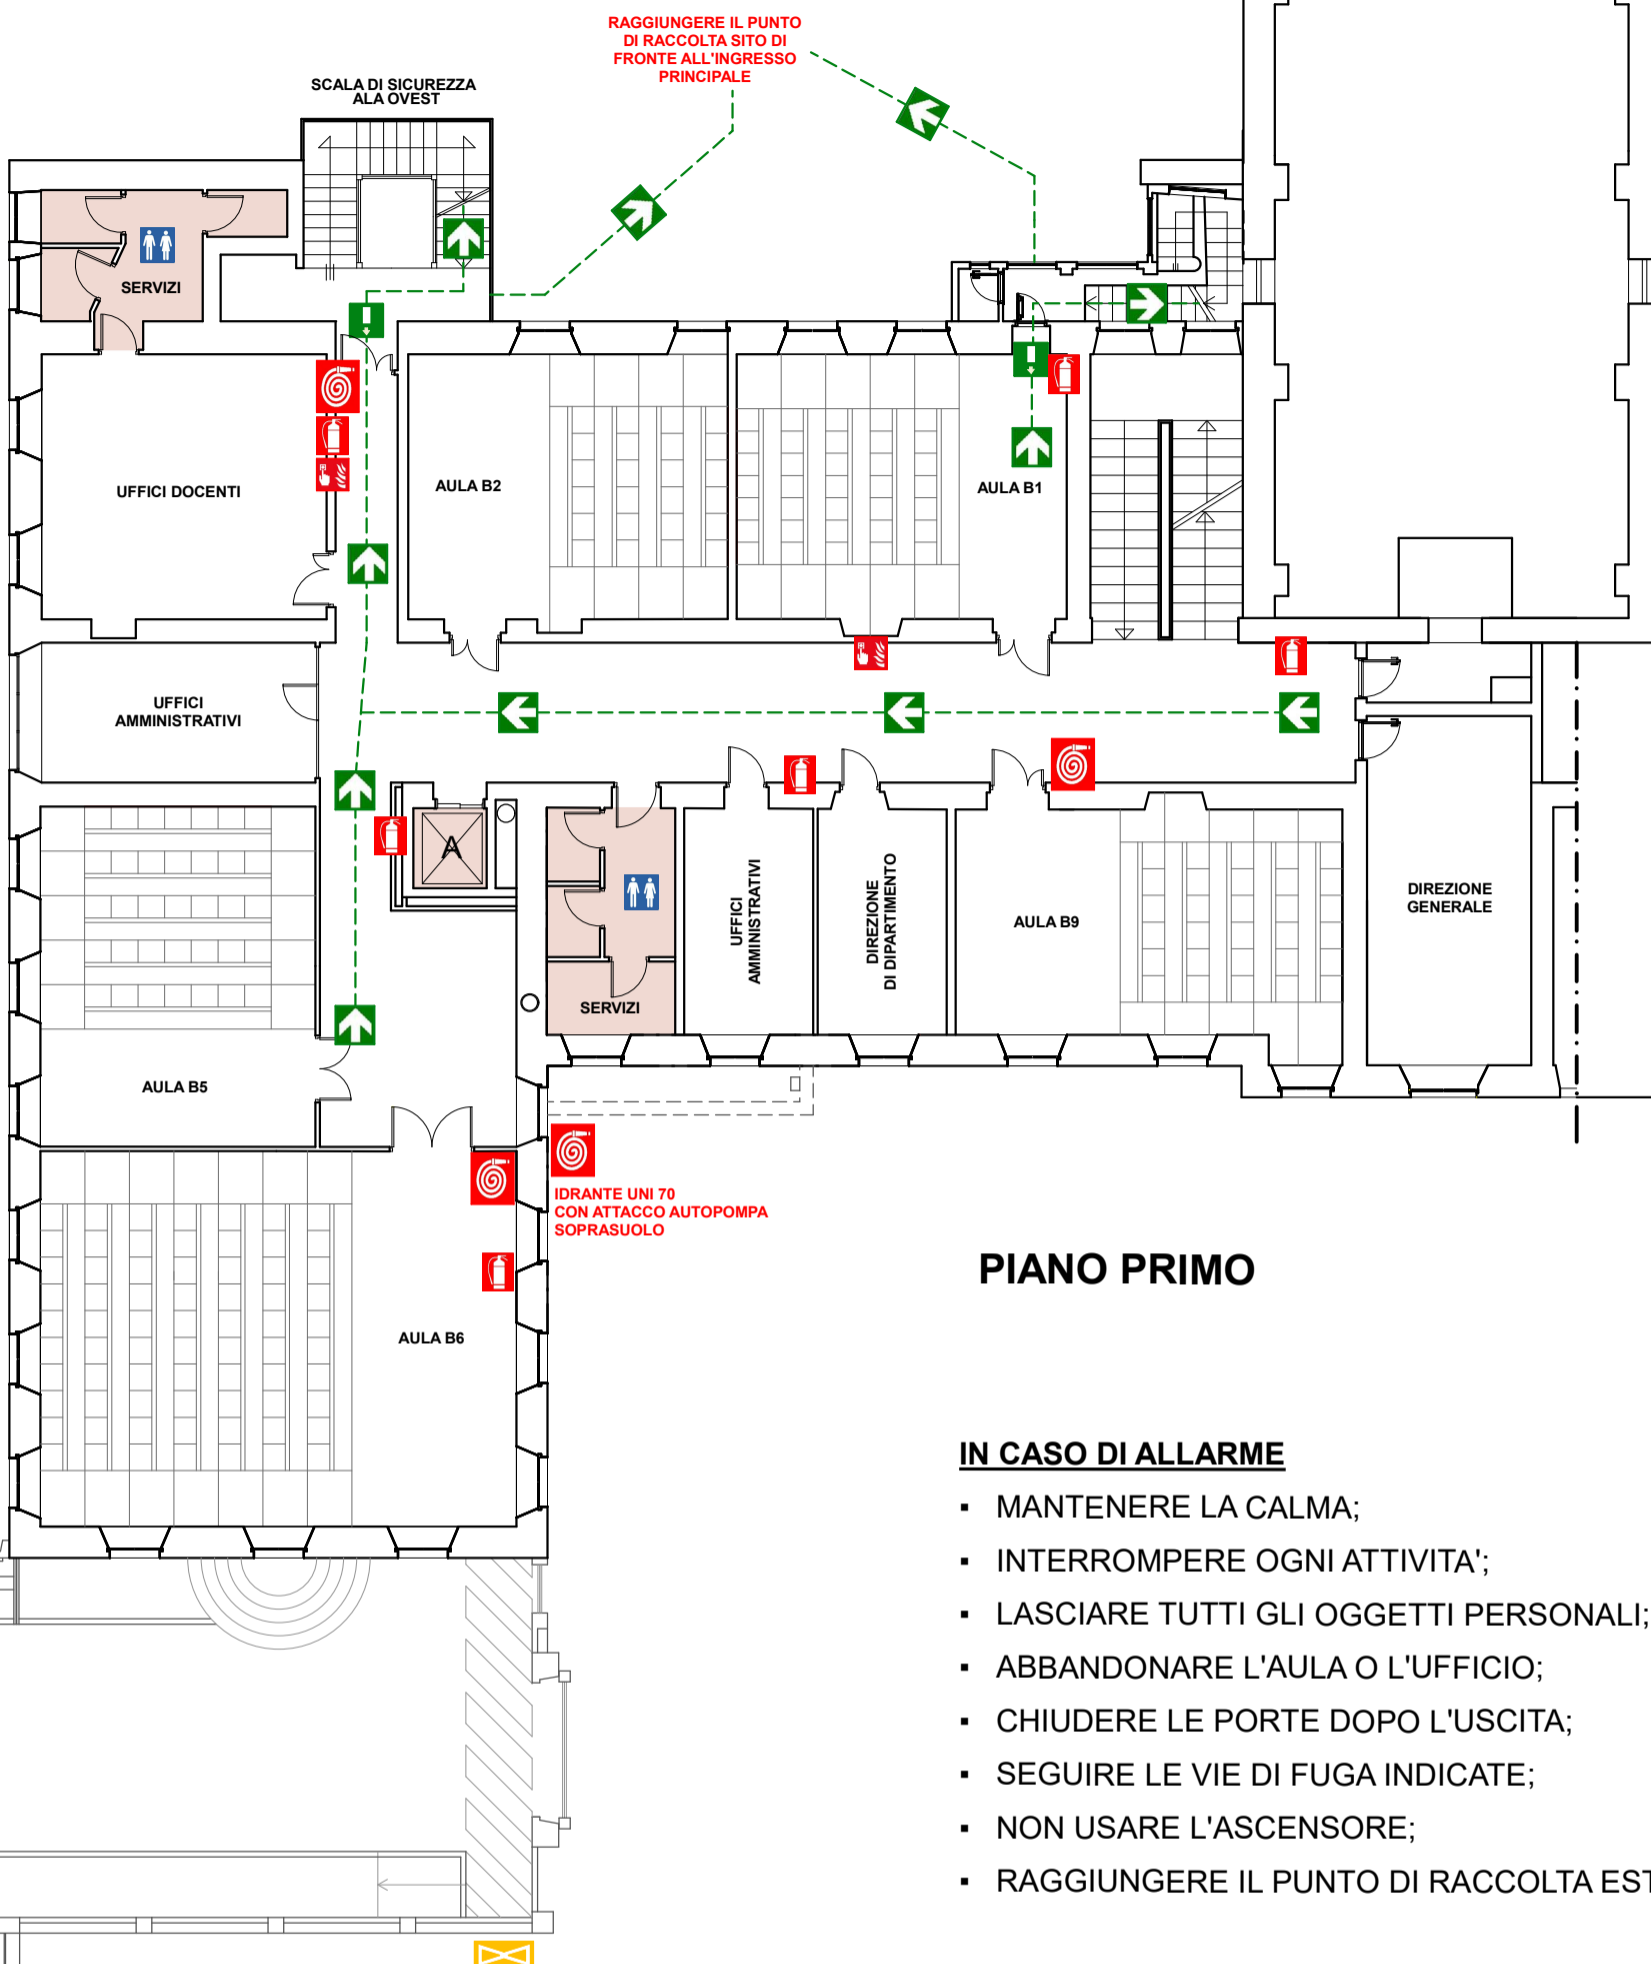 RAGGIUNGERE IL PUNTO
DI RACCOLTA SITO DI
FRONTE ALL'INGRESSO
PRINCIPALE
SCALA DI SICUREZZA
ALA OVEST
SERVIZI
UFFICI DOCENTI
AULA B2
AULA B1
UFFICI
AMMINISTRATIVI
A
UFFICI
AMMINISTRATIVI
DIREZIONE
DI DIPARTIMENTO
AULA B9
DIREZIONE
GENERALE
SERVIZI
AULA B5
IDRANTE UNI 70
CON ATTACCO AUTOPOMPA
SOPRASUOLO
AULA B6
PIANO PRIMO
IN CASO DI ALLARME
▪ MANTENERE LA CALMA;
▪ INTERROMPERE OGNI ATTIVITA';
▪ LASCIARE TUTTI GLI OGGETTI PERSONALI;
▪ ABBANDONARE L'AULA O L'UFFICIO;
▪ CHIUDERE LE PORTE DOPO L'USCITA;
▪ SEGUIRE LE VIE DI FUGA INDICATE;
▪ NON USARE L'ASCENSORE;
▪ RAGGIUNGERE IL PUNTO DI RACCOLTA EST